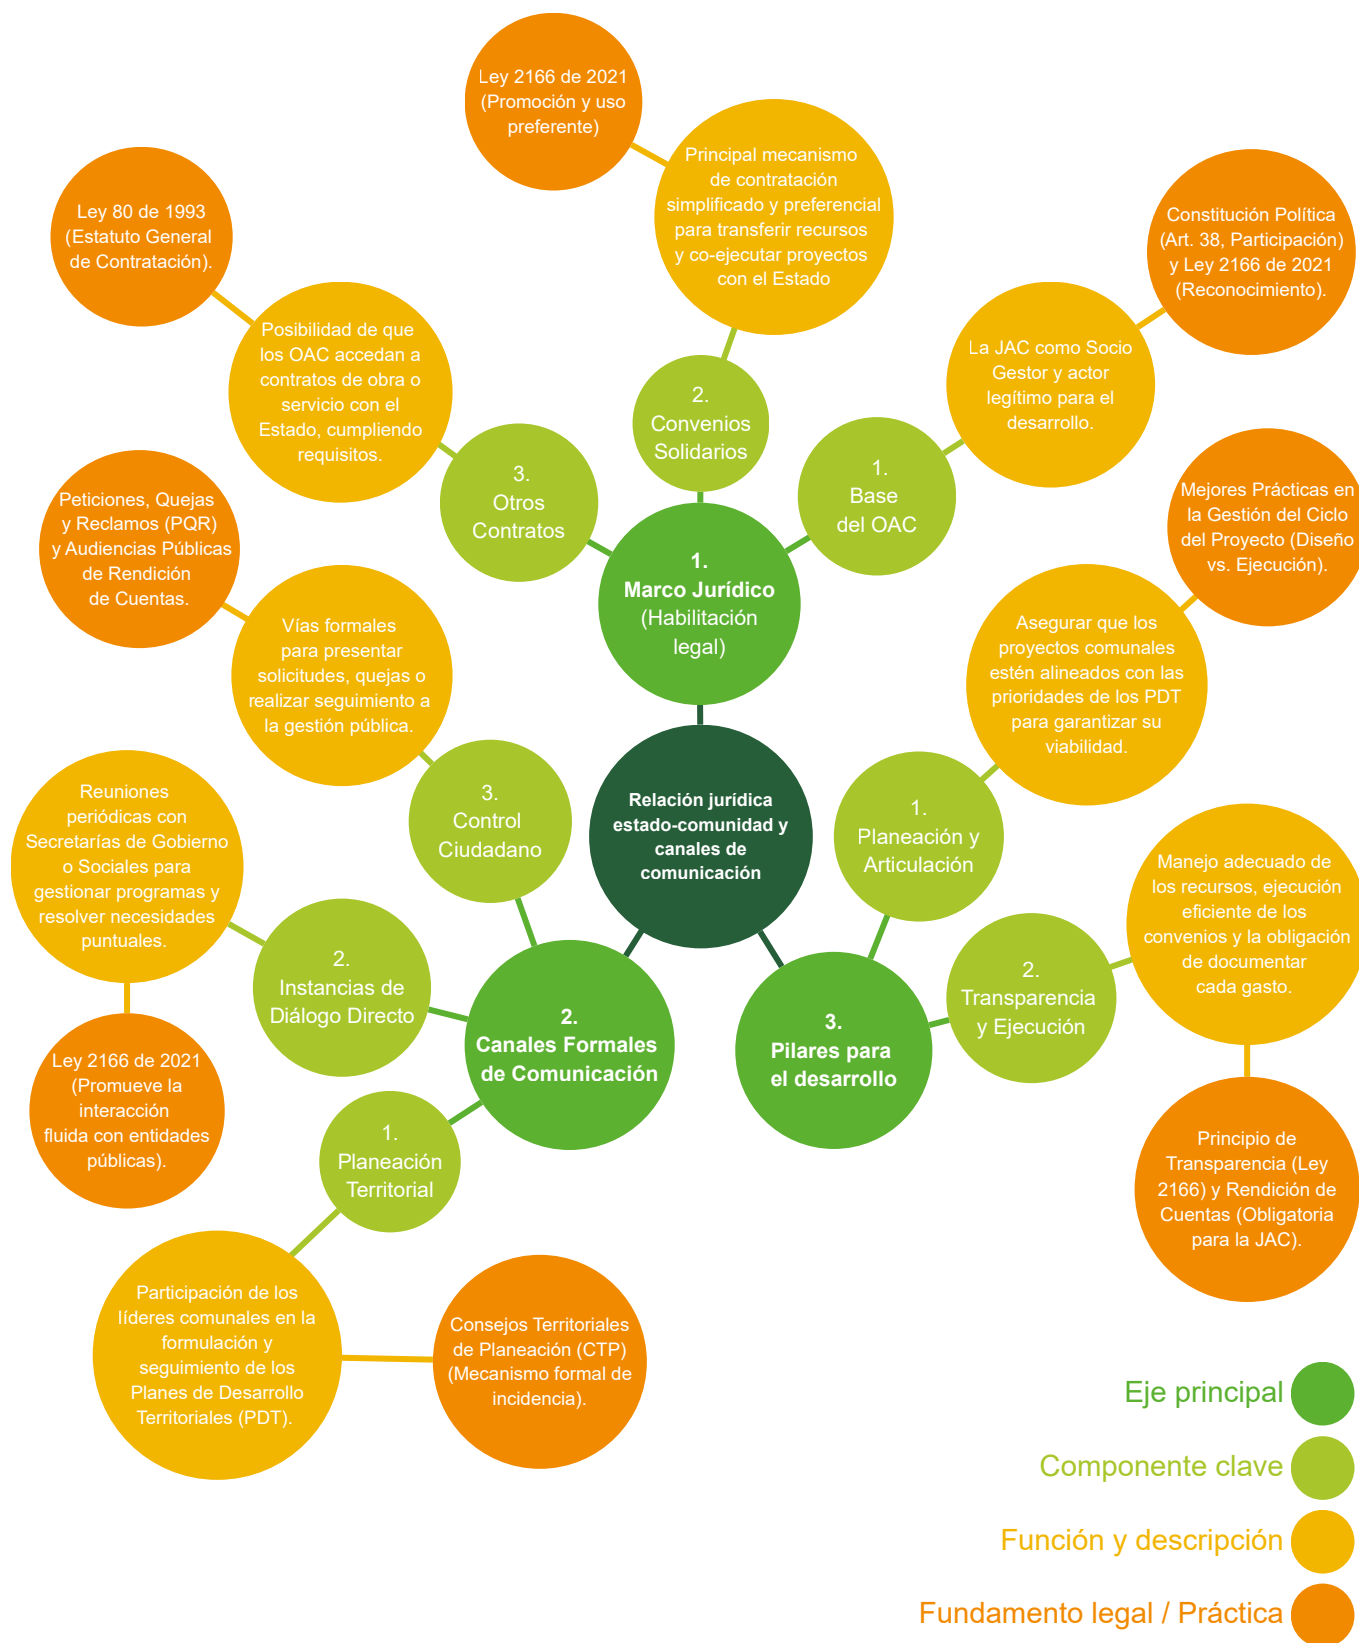 Relación jurídica
estado-comunidad y
canales de
comunicación
1.
Marco Jurídico
(Habilitación
legal)
1.
Base
del OAC
La JAC como Socio
Gestor y actor
legítimo para el
desarrollo.
Constitución Política
(Art. 38, Participación)
y Ley 2166 de 2021
(Reconocimiento).
2.
Convenios
Solidarios
Principal mecanismo
de contratación
simplificado y preferencial
para transferir recursos
y co-ejecutar proyectos
con el Estado
Ley 2166 de 2021
(Promoción y uso
preferente)
3.
Otros
Contratos
Posibilidad de que
los OAC accedan a
contratos de obra o
servicio con el
Estado, cumpliendo
requisitos.
Ley 80 de 1993
(Estatuto General
de Contratación).
2.
Canales Formales
de Comunicación
1.
Planeación
Territorial
Participación de los
líderes comunales en la
formulación y
seguimiento de los
Planes de Desarrollo
Territoriales (PDT).
Consejos Territoriales
de Planeación (CTP)
(Mecanismo formal de
incidencia).
2.
Instancias de
Diálogo Directo
Reuniones
periódicas con
Secretarías de Gobierno
o Sociales para
gestionar programas y
resolver necesidades
puntuales.
Ley 2166 de 2021
(Promueve la
interacción
fluida con entidades
públicas).
3.
Control
Ciudadano
Vías formales
para presentar
solicitudes, quejas o
realizar seguimiento a
la gestión pública.
Peticiones, Quejas
y Reclamos (PQR)
y Audiencias Públicas
de Rendición
de Cuentas.
3.
Pilares para
el desarrollo
1.
Planeación y
Articulación
Asegurar que los
proyectos comunales
estén alineados con las
prioridades de los PDT
para garantizar su
viabilidad.
Mejores Prácticas en
la Gestión del Ciclo
del Proyecto (Diseño
vs. Ejecución).
2.
Transparencia
y Ejecución
Manejo adecuado de
los recursos, ejecución
eficiente de los
convenios y la obligación
de documentar
cada gasto.
Principio de
Transparencia (Ley
2166) y Rendición de
Cuentas (Obligatoria
para la JAC).
Eje principal
Componente clave
Función y descripción
Fundamento legal / Práctica